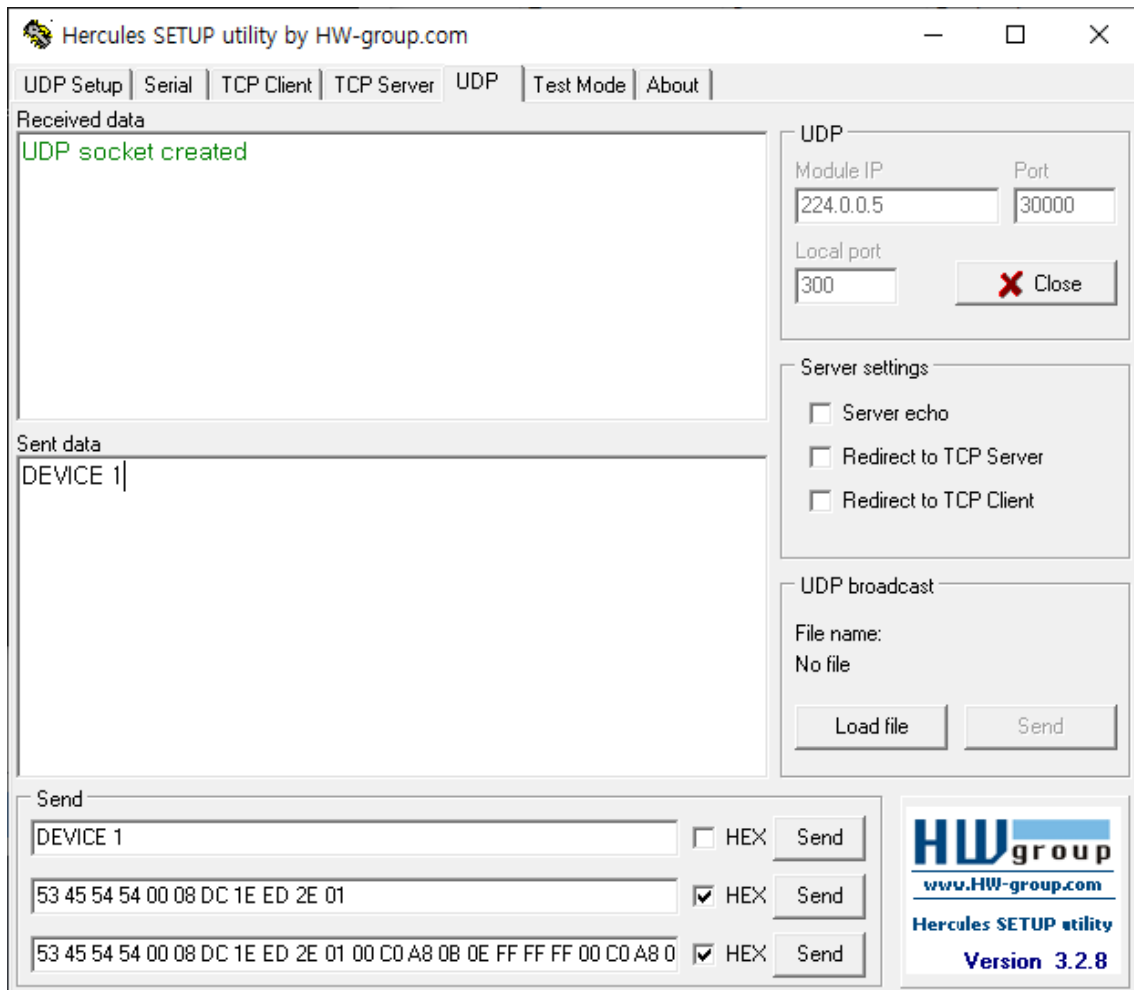 Hercules SETUP utility by HW-group.com
UDP Setup Serial TCP Client TCP Server UDP Test Mode About
Received data
UDP socket created
UDP
Module IP Port
224.0.0.5 30000
Local port
300 Close
Server settings
Server echo
Redirect to TCP Server
Redirect to TCP Client
Sent data
DEVICE 1
UDP broadcast
File name:
No file
Load file Send
Send
DEVICE 1 HEX Send
53 45 54 54 00 08 DC 1E ED 2E 01 HEX Send
53 45 54 54 00 08 DC 1E ED 2E 01 00 C0 A8 0B 0E FF FF FF 00 C0 A8 0 HEX Send
HW group
www.HW-group.com
Hercules SETUP utility
Version 3.2.8